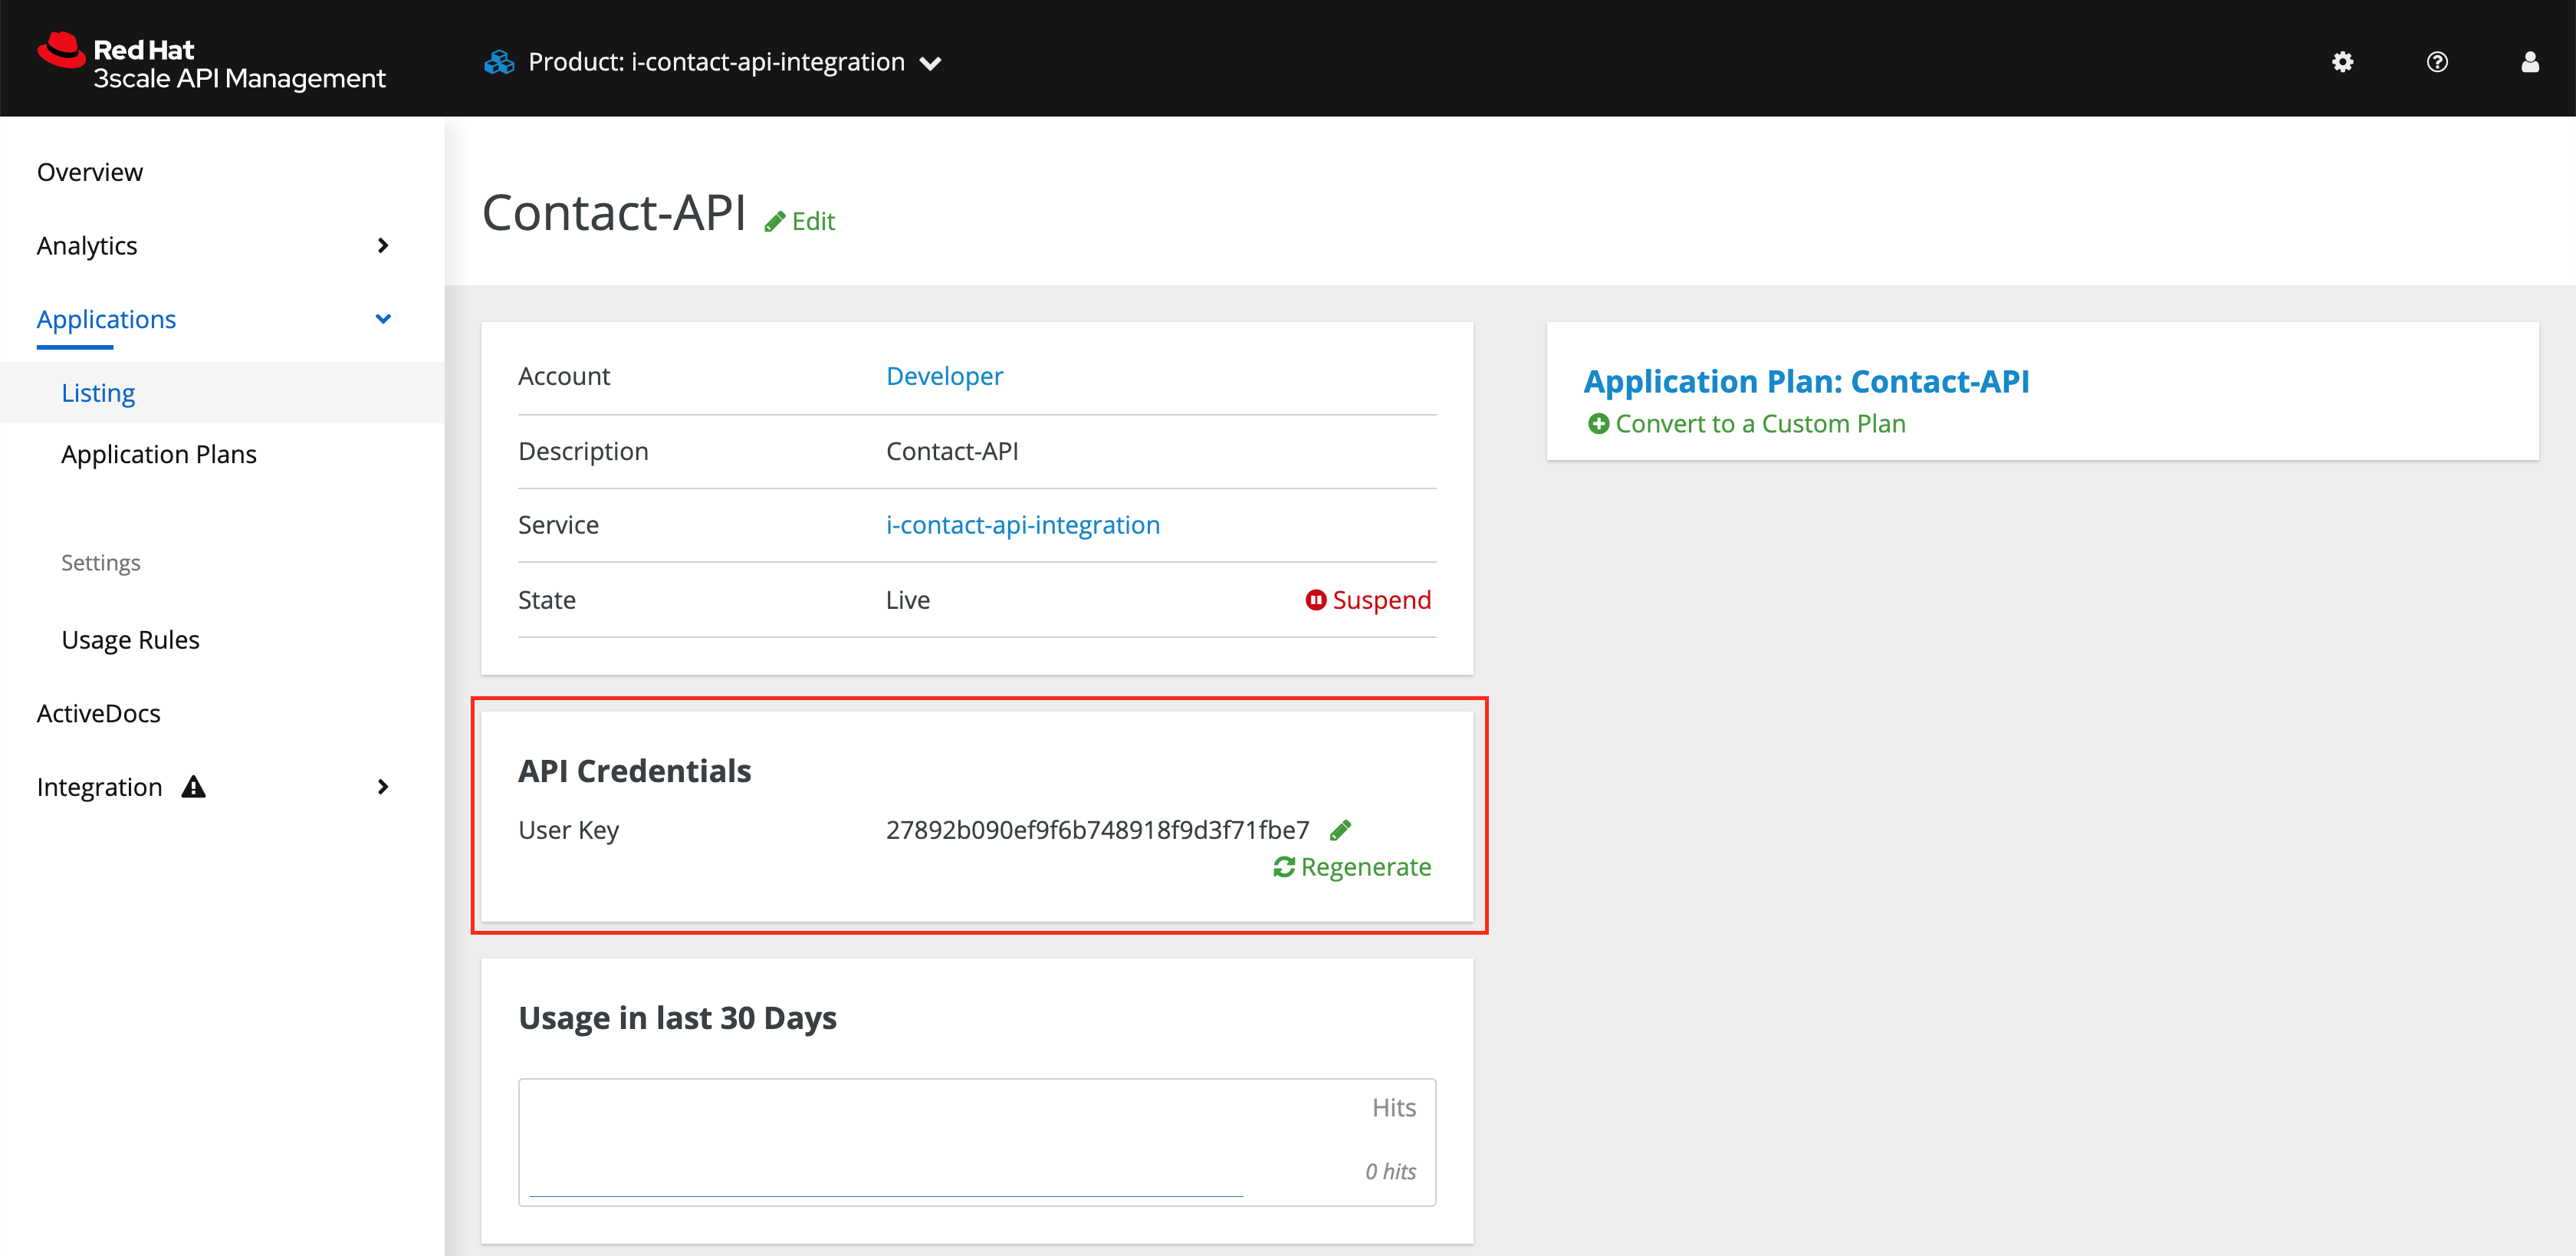 Red Hat
3scale API Management
Product: i-contact-api-integration
Overview
Analytics
Applications
Listing
Application Plans
Settings
Usage Rules
ActiveDocs
Integration
Contact-API Edit
Account Developer
Description Contact-API
Service i-contact-api-integration
State Live Suspend
API Credentials
User Key 27892b090ef9f6b748918f9d3f71fbe7
Regenerate
Usage in last 30 Days
Hits
0 hits
Application Plan: Contact-API
Convert to a Custom Plan